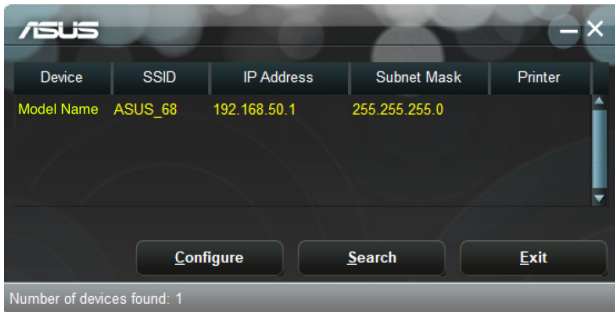 ASUS
Device SSID IP Address Subnet Mask Printer
Model Name ASUS_68 192.168.50.1 255.255.255.0
Configure Search Exit
Number of devices found: 1